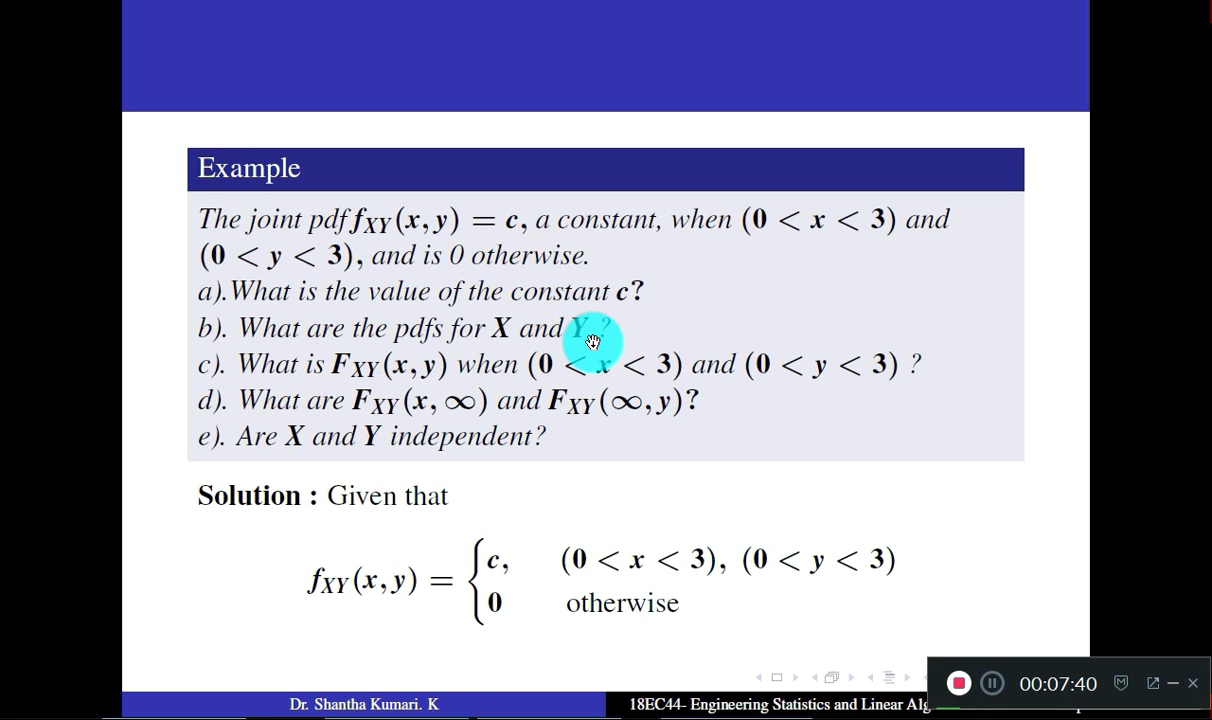 Example
The joint pdf f_XY(x, y) = c, a constant, when (0 < x < 3) and
(0 < y < 3), and is 0 otherwise.
a).What is the value of the constant c?
b). What are the pdfs for X and Y ?
c). What is F_XY(x, y) when (0 < x < 3) and (0 < y < 3) ?
d). What are F_XY(x, ∞) and F_XY(∞, y)?
e). Are X and Y independent?
Solution : Given that
f_XY(x, y) = { c, (0 < x < 3), (0 < y < 3)
0 otherwise
Dr. Shantha Kumari. K
18EC44- Engineering Statistics and Linear Alg
00:07:40